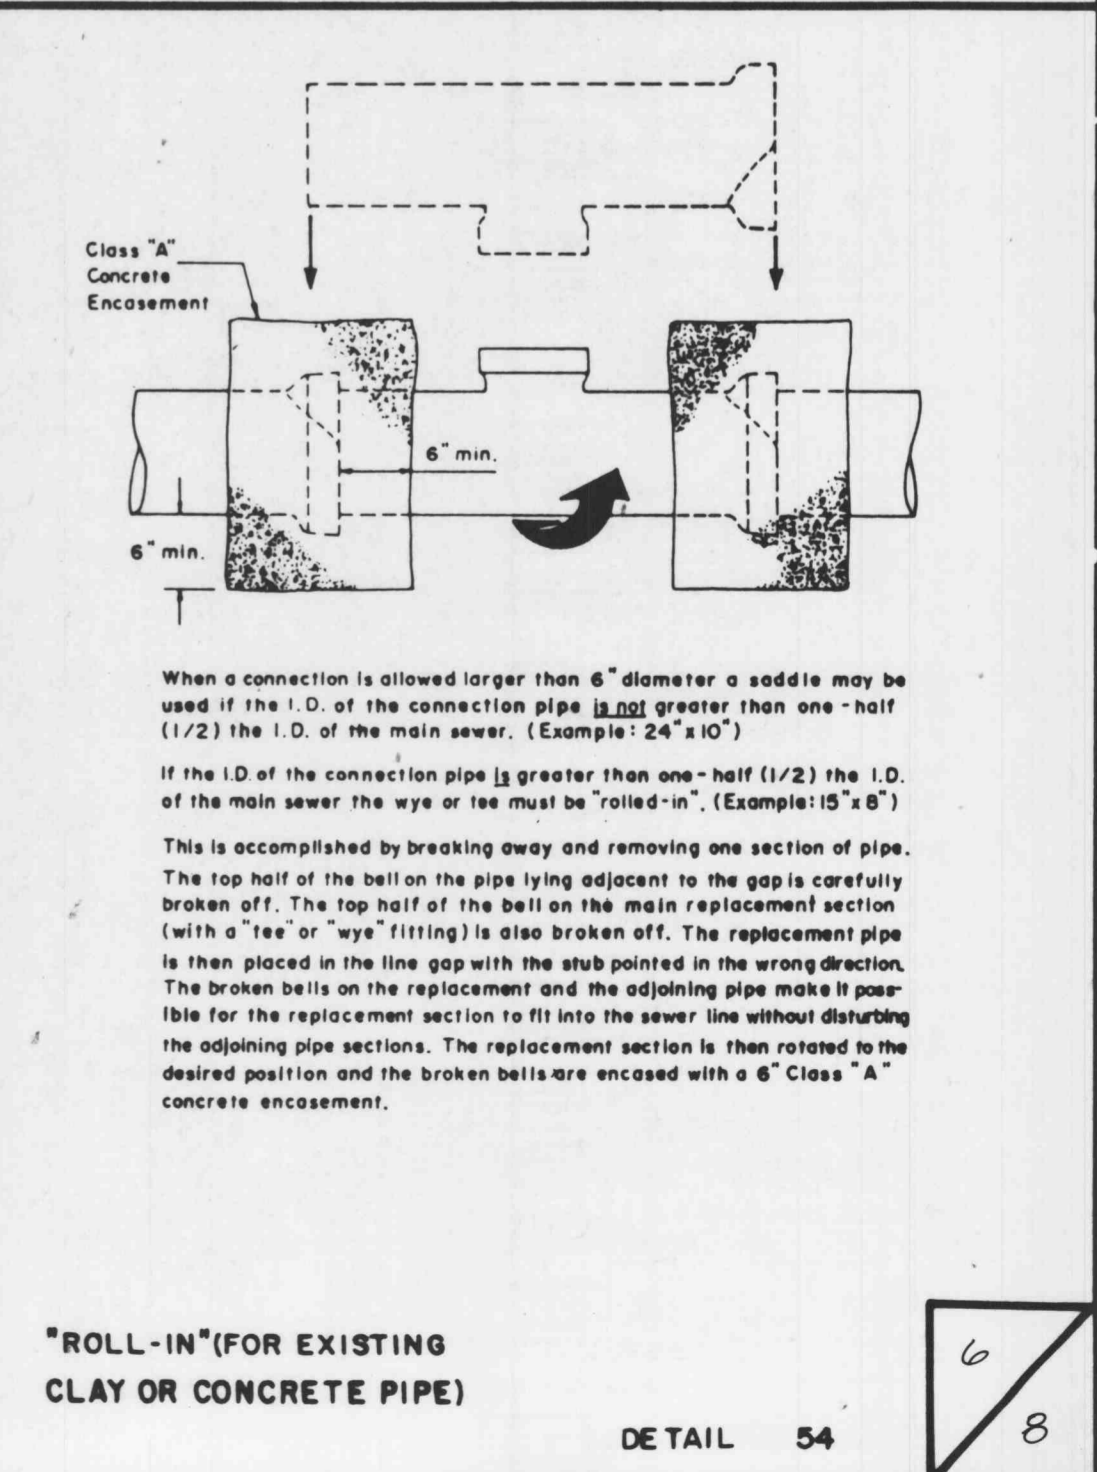 Class "A"
Concrete
Encasement
6" min.
6" min.
When a connection is allowed larger than 6" diameter a saddle may be
used if the I.D. of the connection pipe is not greater than one-half
(1/2) the I.D. of the main sewer. (Example: 24" x 10")
If the I.D. of the connection pipe is greater than one-half (1/2) the I.D.
of the main sewer the wye or tee must be "rolled-in". (Example: 15" x 8")
This is accomplished by breaking away and removing one section of pipe.
The top half of the bell on the pipe lying adjacent to the gap is carefully
broken off. The top half of the bell on the main replacement section
(with a "tee" or "wye" fitting) is also broken off. The replacement pipe
is then placed in the line gap with the stub pointed in the wrong direction.
The broken bells on the replacement and the adjoining pipe make it poss-
ible for the replacement section to fit into the sewer line without disturbing
the adjoining pipe sections. The replacement section is then rotated to the
desired position and the broken bells are encased with a 6" Class "A"
concrete encasement.
"ROLL-IN" (FOR EXISTING
CLAY OR CONCRETE PIPE)
DETAIL 54
6
8